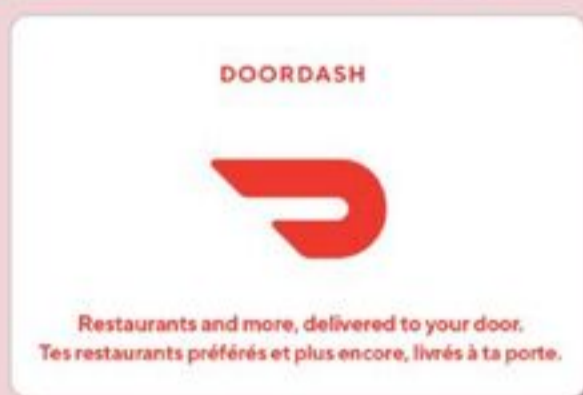 DOORDASH
Restaurants and more, delivered to your door.
Tes restaurants préférés et plus encore, livrés à ta porte.